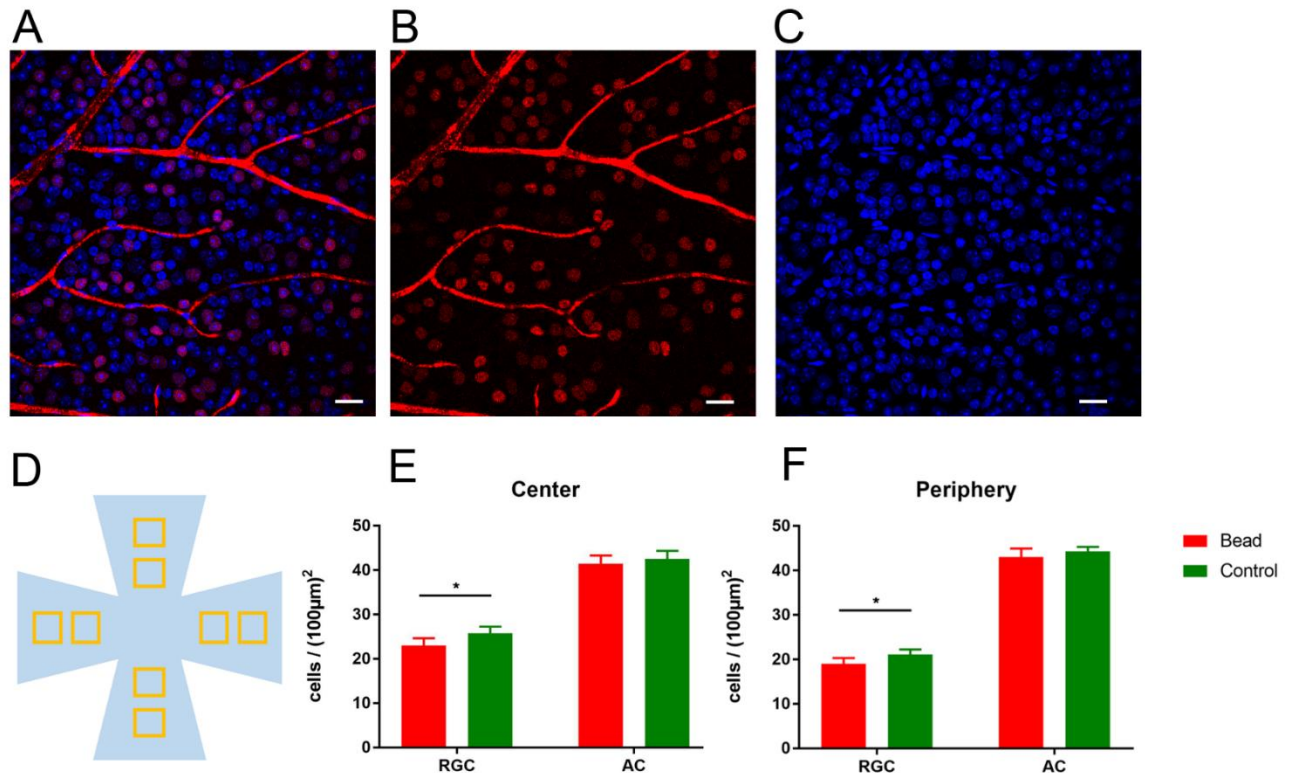 A
B
C
D
E
F
Center
Periphery
cells / (100µm)²
50
40
30
20
10
0
*
RGC
AC
cells / (100µm)²
50
40
30
20
10
0
*
RGC
AC
Bead
Control